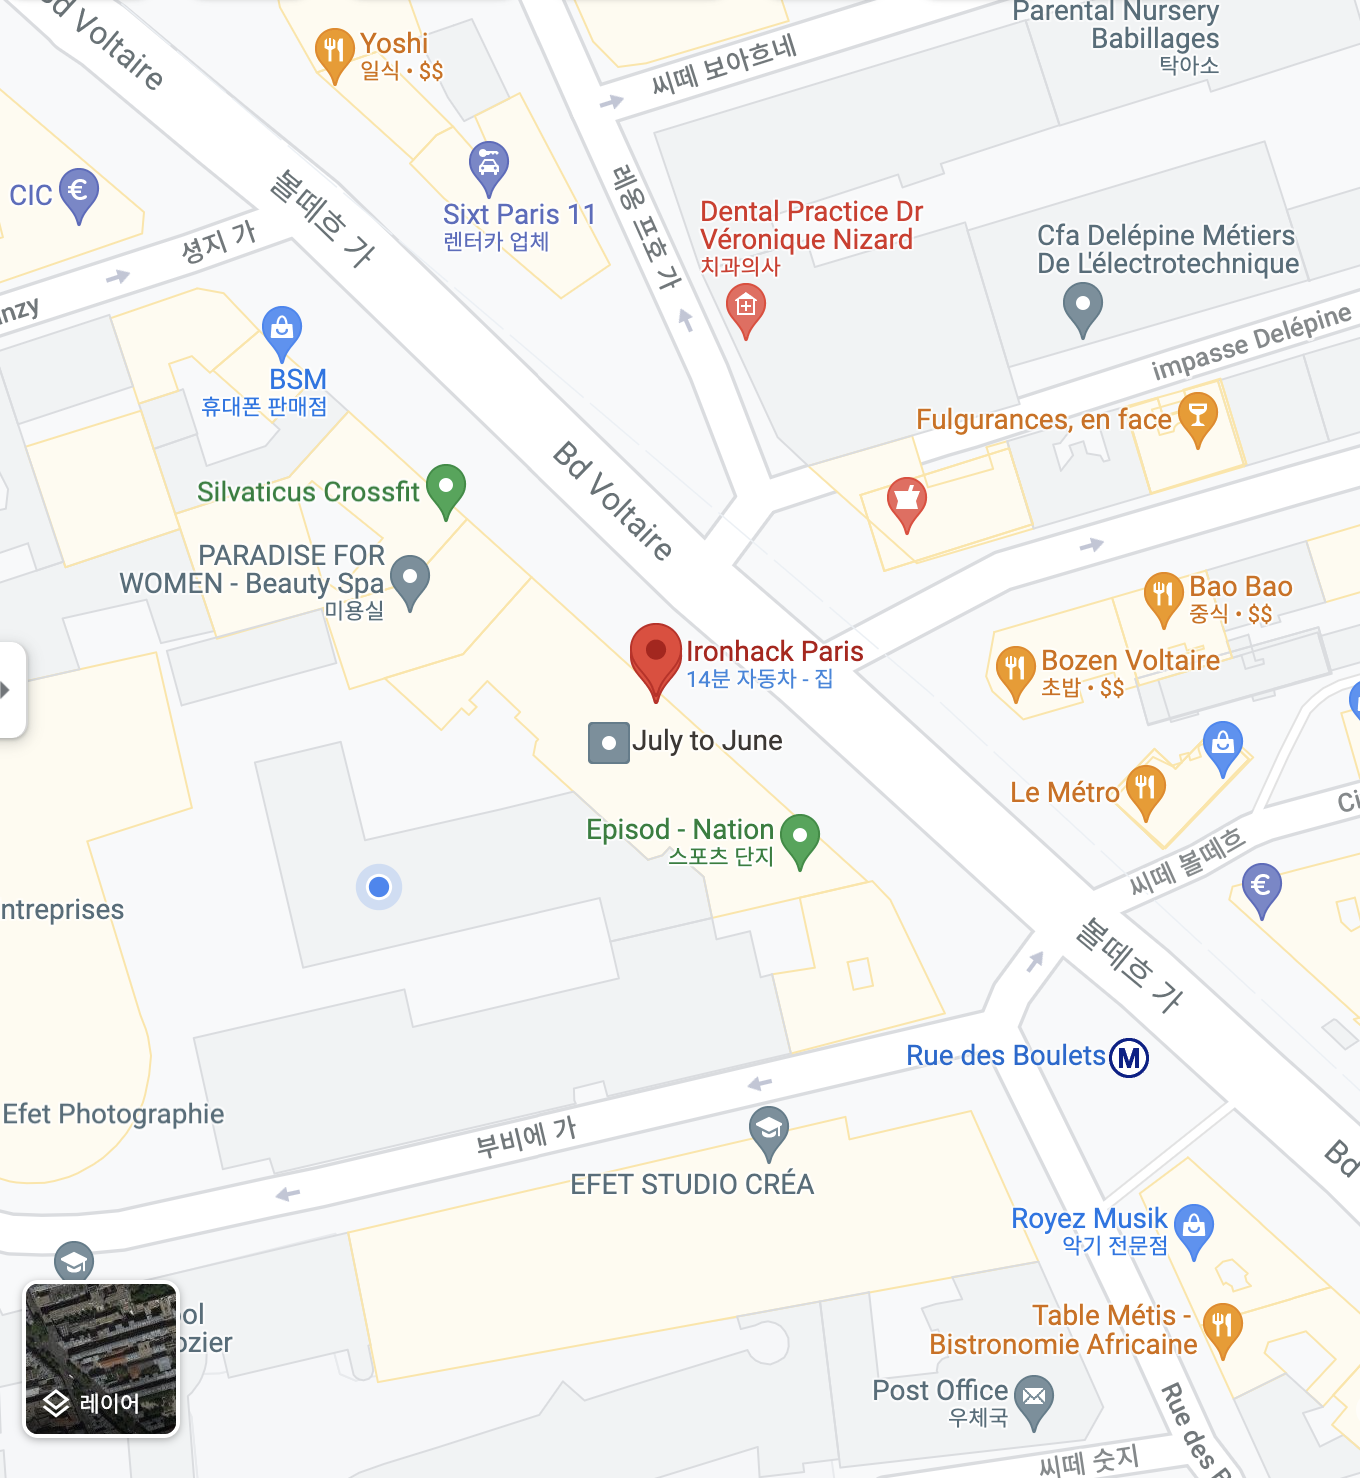 Bd Voltaire
Yoshi
일식 • $$
씨떼 보아흐네
Parental Nursery
Babillages
탁아소
CIC
볼떼흐 가
Sixt Paris 11
렌터카 업체
레옹 프호 가
Dental Practice Dr
Véronique Nizard
치과의사
Cfa Delépine Métiers
De L'électrotechnique
셩지 가
nzy
BSM
휴대폰 판매점
impasse Delépine
Fulgurances, en face
Bd Voltaire
Silvaticus Crossfit
PARADISE FOR
WOMEN - Beauty Spa
미용실
Bao Bao
중식 • $$
Ironhack Paris
14분 자동차 - 집
Bozen Voltaire
초밥 • $$
July to June
Le Métro
Ci
Episod - Nation
스포츠 단지
씨떼 볼떼흐
ntreprises
볼떼흐 가
Rue des Boulets M
Efet Photographie
부비에 가
EFET STUDIO CRÉA
Bd
Royez Musik
악기 전문점
ool
ozier
Table Métis -
Bistronomie Africaine
레이어
Post Office
우체국
Rue des B
씨떼 숫지